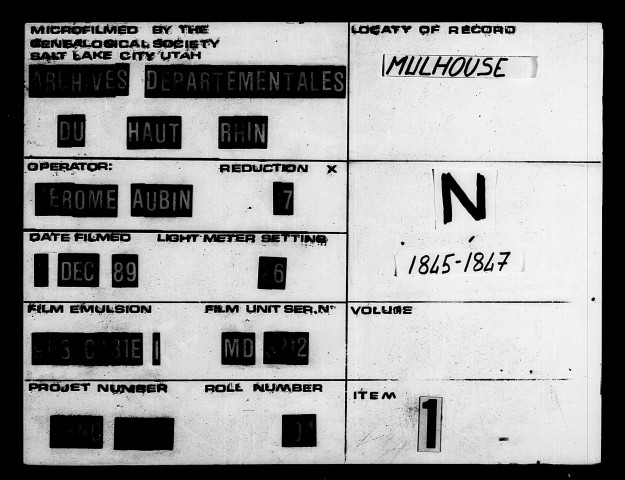 MICROFILMED BY THE
GENEALOGICAL SOCIETY
SALT LAKE CITY UTAH
ARCHIVES DEPARTEMENTALES
DU HAUT RHIN
OPERATOR: REDUCTION X
JEROME AUBIN 7
DATE FILMED LIGHT METER SETTING
DEC 89 6
FILM EMULSION FILM UNIT SER.N°
MD
PROJET NUMBER ROLL NUMBER
LOCATY OF RECORD
MULHOUSE
N
1845-1847
VOLUME
ITEM
1